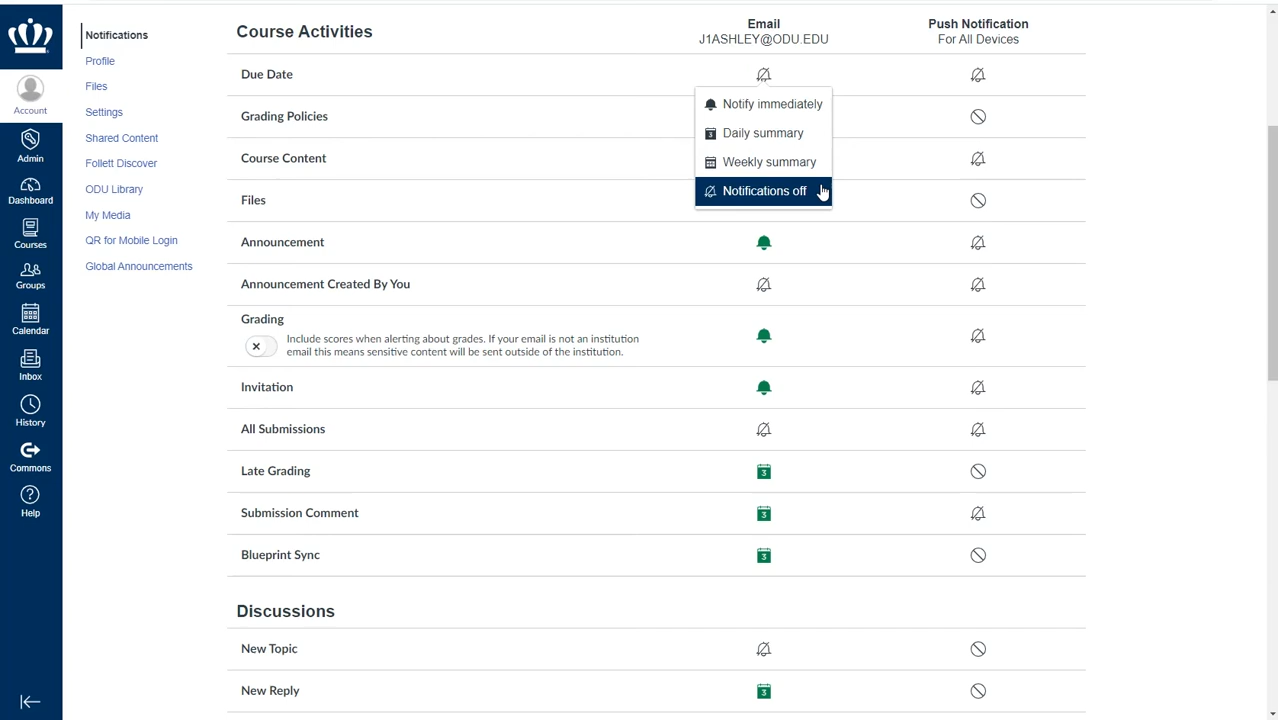 Account
Admin
Dashboard
Courses
Groups
Calendar
Inbox
History
Commons
Help
Notifications
Profile
Files
Settings
Shared Content
Follett Discover
ODU Library
My Media
QR for Mobile Login
Global Announcements
Course Activities
Email
J1ASHLEY@ODU.EDU
Push Notification
For All Devices
Due Date
Notify immediately
Grading Policies
3 Daily summary
Course Content
Weekly summary
Notifications off
Files
Announcement
Announcement Created By You
Grading
Include scores when alerting about grades. If your email is not an institution
email this means sensitive content will be sent outside of the institution.
Invitation
All Submissions
Late Grading
3
Submission Comment
3
Blueprint Sync
3
Discussions
New Topic
New Reply
3